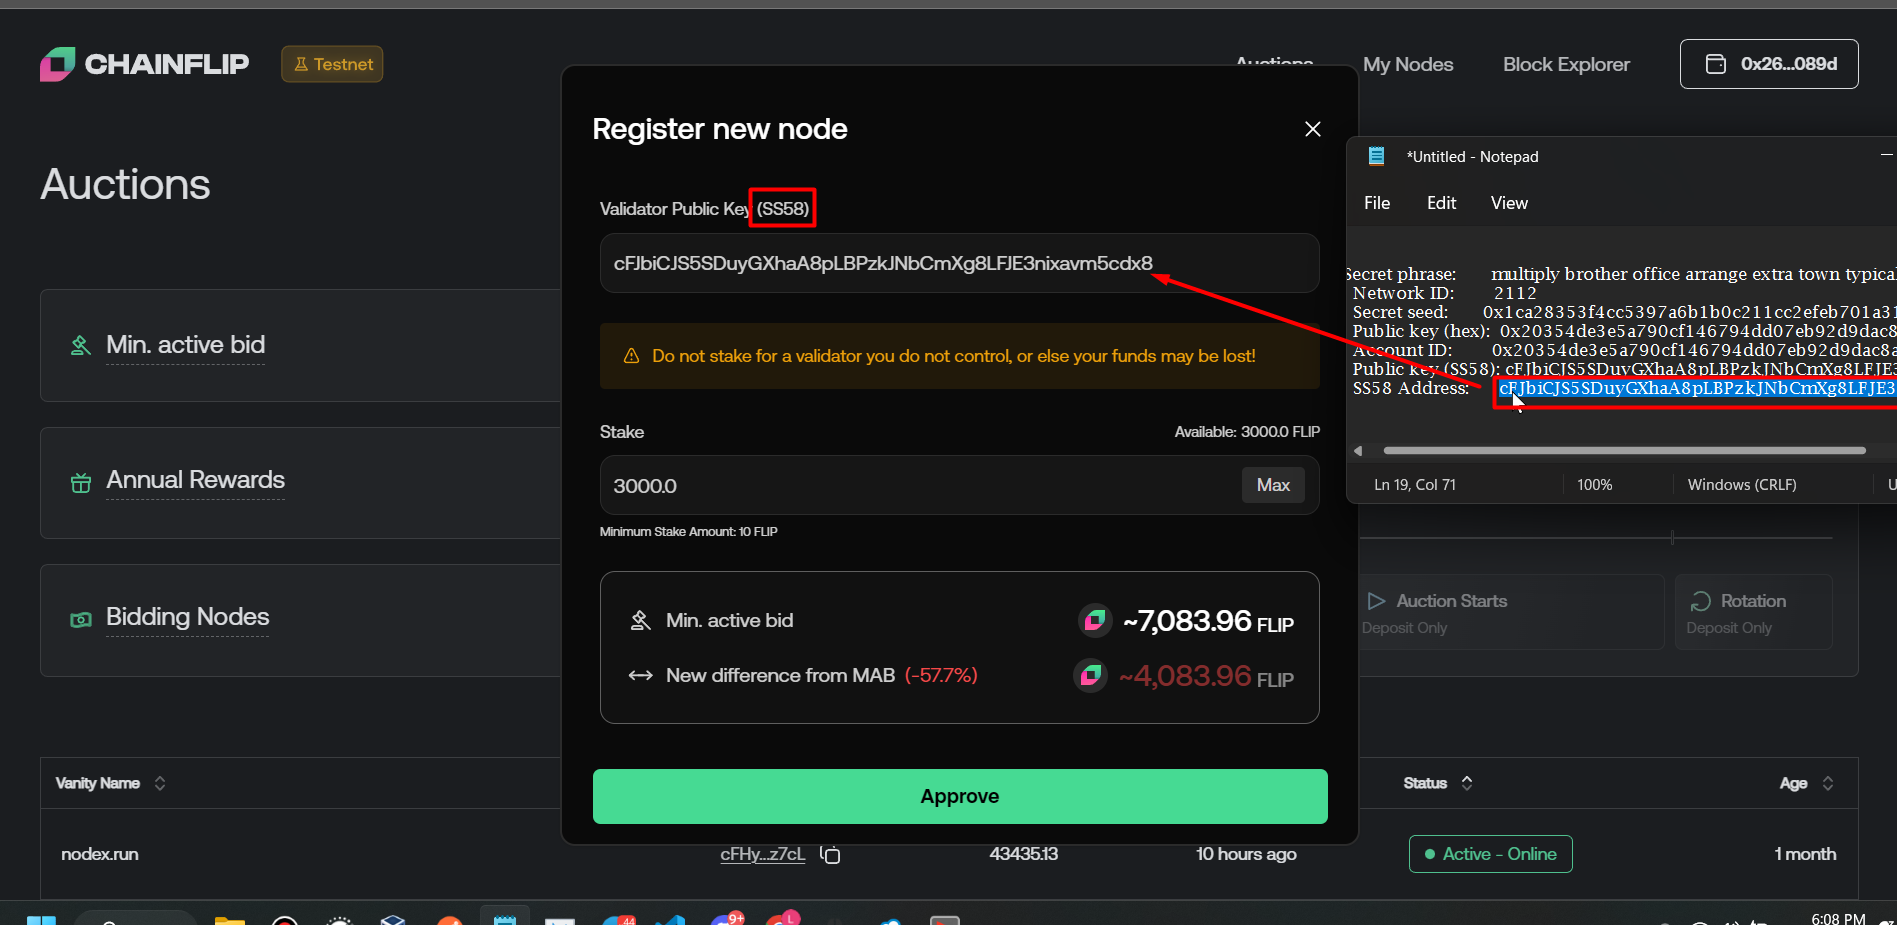 CHAINFLIP
Testnet
Auctions
My Nodes
Block Explorer
0x26...089d
Auctions
Min. active bid
Annual Rewards
Bidding Nodes
Register new node
Validator Public Key (SS58)
cFJbiCJS5SDuyGXhaA8pLBPzkJNbCmXg8LFJE3nixavm5cdx8
Do not stake for a validator you do not control, or else your funds may be lost!
Stake
Available: 3000.0 FLIP
3000.0
Max
Minimum Stake Amount: 10 FLIP
Min. active bid
~7,083.96 FLIP
New difference from MAB (-57.7%)
~4,083.96 FLIP
Approve
*Untitled - Notepad
File Edit View
Secret phrase: multiply brother office arrange extra town typical
Network ID: 2112
Secret seed: 0x1ca28353f4cc5397a6b1b0c211cc2efeb701a31
Public key (hex): 0x20354de3e5a790cf146794dd07eb92d9dac8
Account ID: 0x20354de3e5a790cf146794dd07eb92d9dac8a
Public key (SS58): cFJbiCJS5SDuyGXhaA8pLBPzkJNbCmXg8LFJE3
SS58 Address: cFJbiCJS5SDuyGXhaA8pLBPzkJNbCmXg8LFJE3
Ln 19, Col 71
100%
Windows (CRLF)
Auction Starts
Deposit Only
Rotation
Deposit Only
Vanity Name
Status
Age
nodex.run
cFHy...z7cL
43435.13
10 hours ago
Active - Online
1 month
44
9+
L
6:08 PM